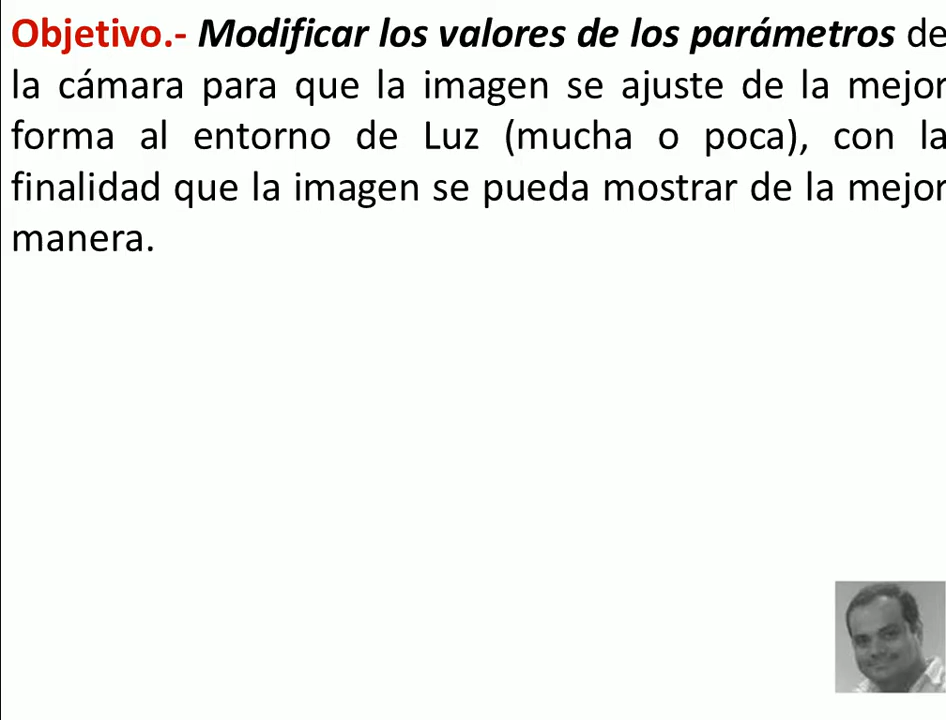 Objetivo.- Modificar los valores de los parámetros de
la cámara para que la imagen se ajuste de la mejor
forma al entorno de Luz (mucha o poca), con la
finalidad que la imagen se pueda mostrar de la mejor
manera.